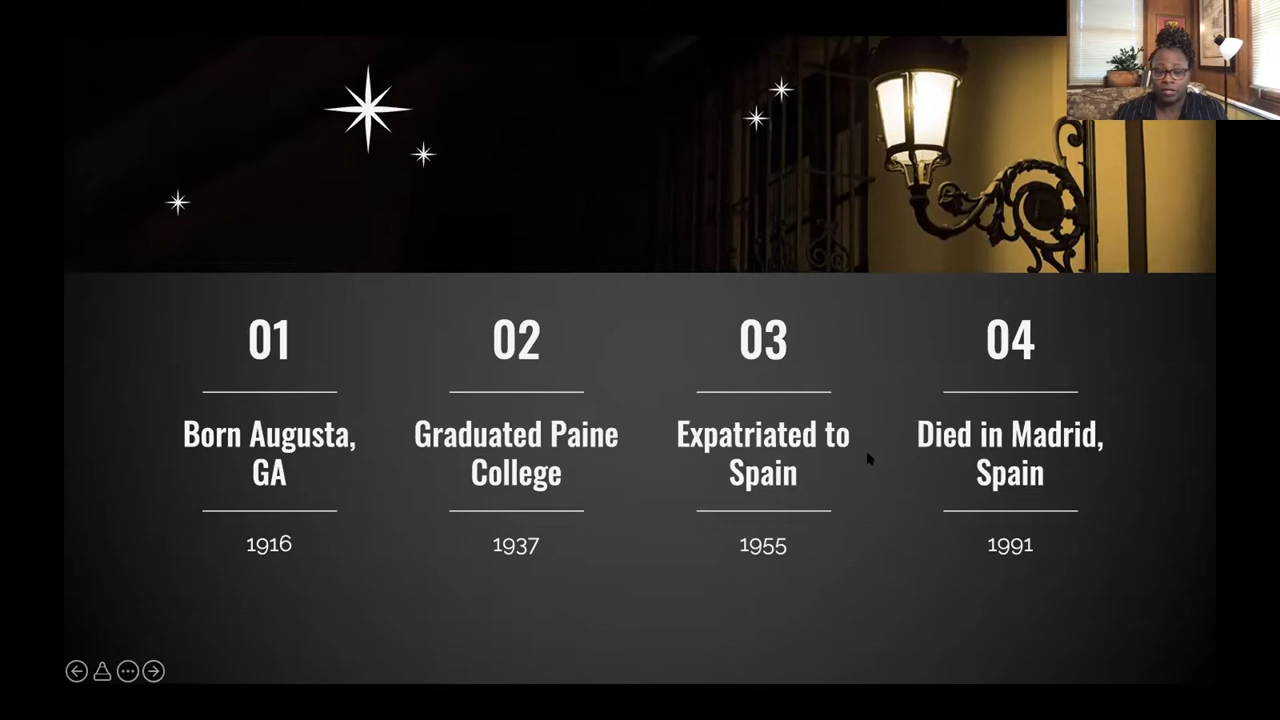 01
Born Augusta,
GA
1916
02
Graduated Paine
College
1937
03
Expatriated to
Spain
1955
04
Died in Madrid,
Spain
1991